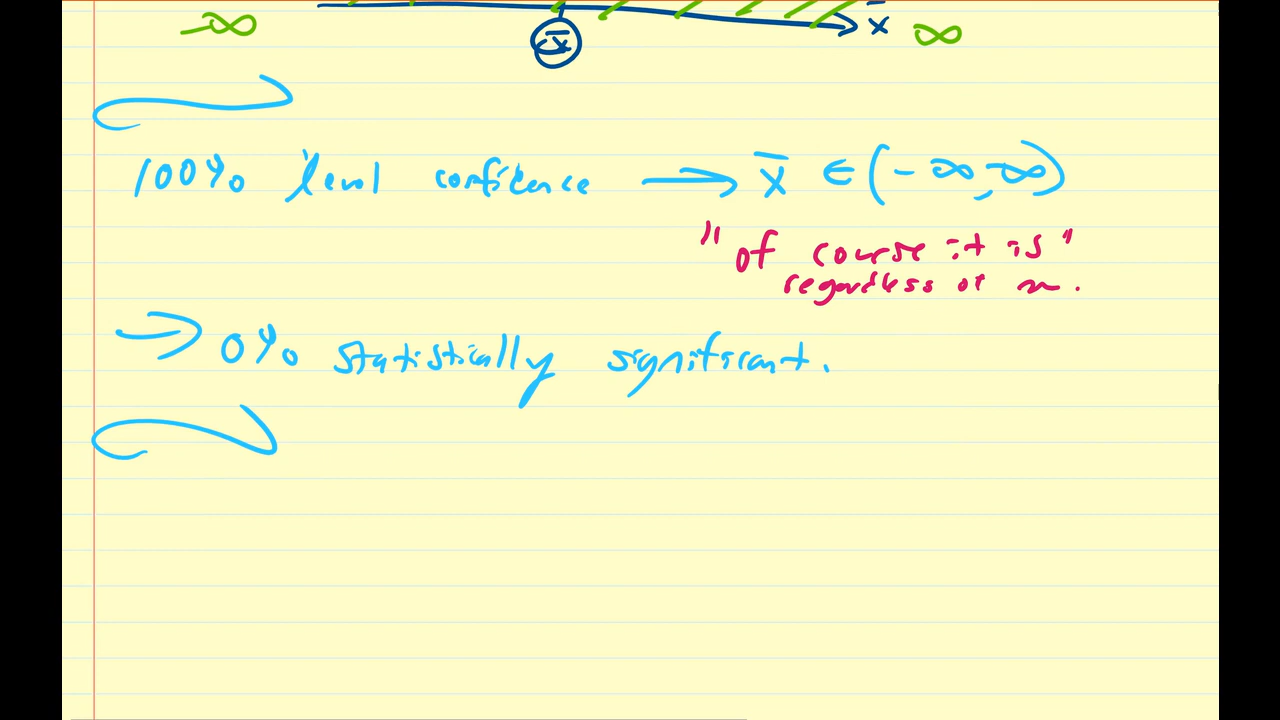 -∞ x̄ x̄ ∞
100% level confidence → x̄ ∈ (-∞, ∞)
"of course it is"
regardless of n.
→ 0% statistically significant.